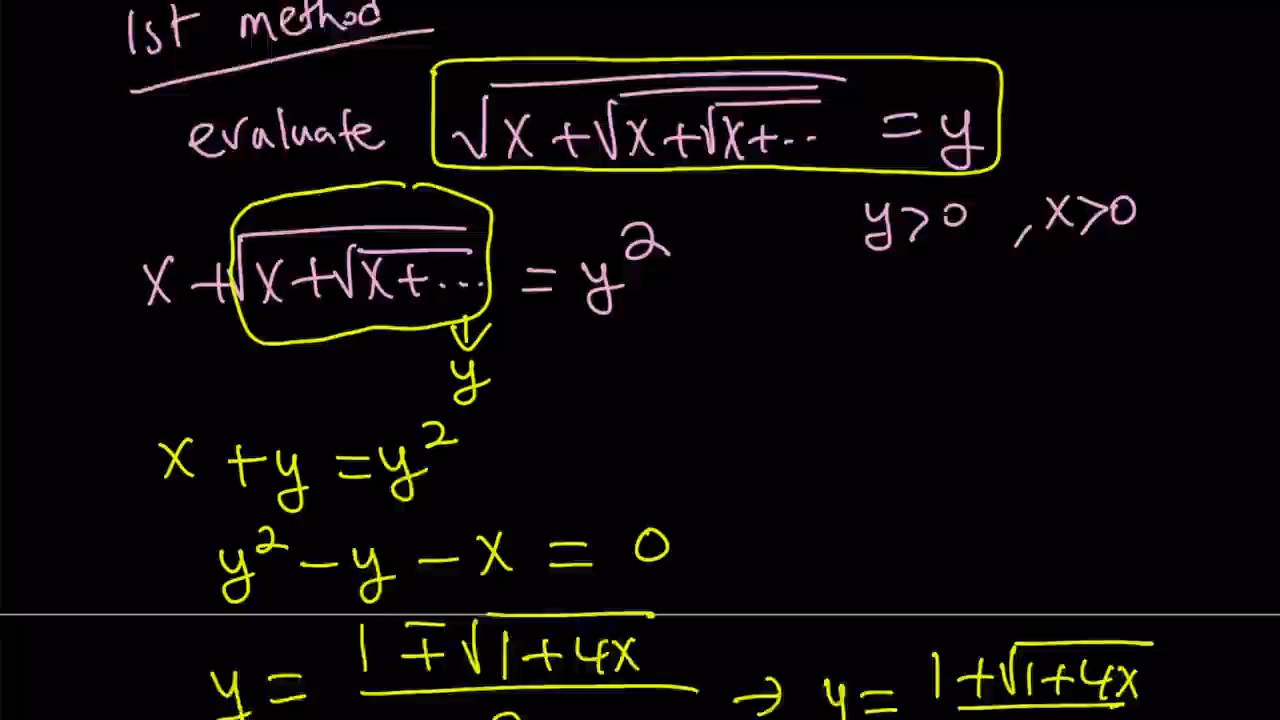 1st method
evaluate √(x+√(x+√(x+... = y
y>0 , x>0
x+√(x+√(x+... = y²
y
x + y = y²
y² - y - x = 0
y = 1∓√(1+4x) → y = 1+√(1+4x)